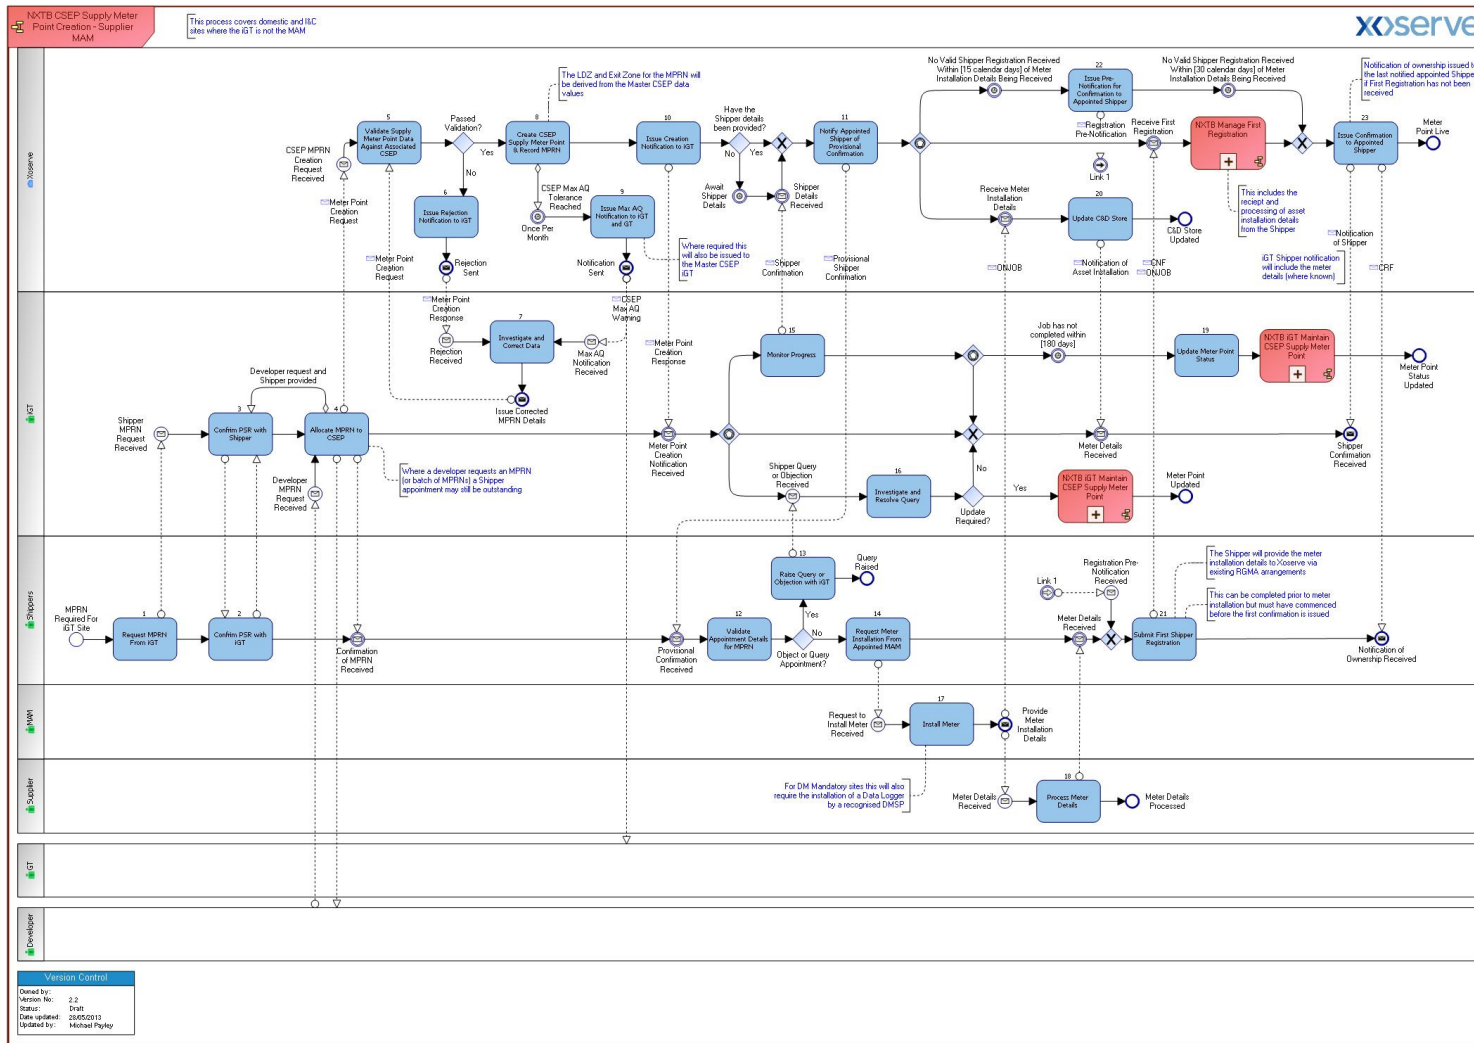 NXTB CSEP Supply Meter
Point Creation - Supplier
MAM
This process covers domestic and I&C
sites where the iGT is not the MAM
xoserve
Xoserve
The LDZ and Exit Zone for the MPRN will
be derived from the Master CSEP data
values
No Valid Shipper Registration Received
Within [15 calendar days] of Meter
Installation Details Being Received
22
Issue Pre-
Notification for
Confirmation to
Appointed Shipper
No Valid Shipper Registration Received
Within [30 calendar days] of Meter
Installation Details Being Received
Notification of ownership issued to
the last notified appointed Shipper
if First Registration has not been
received
CSEP MPRN
Creation
Request
Received
5
Validate Supply
Meter Point Data
Against Associated
CSEP
Passed
Validation?
Yes
No
8
Create CSEP
Supply Meter Point
& Record MPRN
10
Issue Creation
Notification to iGT
Have the
Shipper details
been provided?
No
Yes
11
Notify Appointed
Shipper of
Provisional
Confirmation
Registration
Pre-Notification
Receive First
Registration
NXTB Manage First
Registration
23
Issue Confirmation
to Appointed
Shipper
Meter
Point Live
Link 1
Meter Point
Creation
Request
6
Issue Rejection
Notification to iGT
CSEP Max AQ
Tolerance
Reached
Once Per
Month
9
Issue Max AQ
Notification to iGT
and GT
Await
Shipper
Details
Shipper
Details
Received
Receive Meter
Installation
Details
20
Update C&D Store
C&D Store
Updated
This includes the
reciept and
processing of asset
installation details
from the Shipper
Where required this
will also be issued to
the Master CSEP
iGT
Meter Point
Creation
Request
Rejection
Sent
Notification
Sent
Shipper
Confirmation
Provisional
Shipper
Confirmation
ONJOB
Notification of
Asset Installation
CNF
ONJOB
Notification
of Shipper
iGT Shipper notification
will include the meter
details (where known)
CRF
iGT
Meter Point
Creation
Response
Rejection
Received
7
Investigate and
Correct Data
Max AQ
Notification
Received
CSEP
Max AQ
Warning
Meter Point
Creation
Response
Issue Corrected
MPRN Details
15
Monitor Progress
Job has not
completed within
[180 days]
19
Update Meter Point
Status
NXTB iGT Maintain
CSEP Supply Meter
Point
Meter Point
Status
Updated
Developer request and
Shipper provided
Shipper
MPRN
Request
Received
3
Confrim PSR with
Shipper
4
Allocate MPRN to
CSEP
Meter Point
Creation
Notification
Received
Meter Details
Received
Shipper
Confirmation
Received
Where a developer requests an MPRN
(or batch of MPRNs) a Shipper
appointment may still be outstanding
Developer
MPRN
Request
Received
Shipper Query
or Objection
Received
16
Investigate and
Resolve Query
No
Yes
Update
Required?
NXTB iGT Maintain
CSEP Supply Meter
Point
Meter Point
Updated
Shippers
MPRN
Required For
iGT Site
1
Request MPRN
From iGT
2
Confrim PSR with
iGT
Confirmation
of MPRN
Received
Provisional
Confirmation
Received
12
Validate
Appointment Details
for MPRN
13
Raise Query or
Objection with iGT
Query
Raised
Yes
No
Object or Query
Appointment?
14
Request Meter
Installation From
Appointed MAM
Link 1
Registration Pre-
Notification
Received
Meter Details
Received
21
Submit First Shipper
Registration
The Shipper will provide the meter
installation details to Xoserve via
existing RGMA arrangements
This can be completed prior to meter
installation but must have commenced
before the first confirmation is issued
Notification of
Ownership Received
MAM
Request to
Install Meter
Received
17
Install Meter
Provide
Meter
Installation
Details
Supplier
For DM Mandatory sites this will also
require the installation of a Data Logger
by a recognised DMSP
Meter Details
Received
18
Process Meter
Details
Meter Details
Processed
GT
Developer
Version Control
Owned by:
Version No: 2.2
Status: Draft
Date updated: 28/05/2013
Updated by: Michael Payley